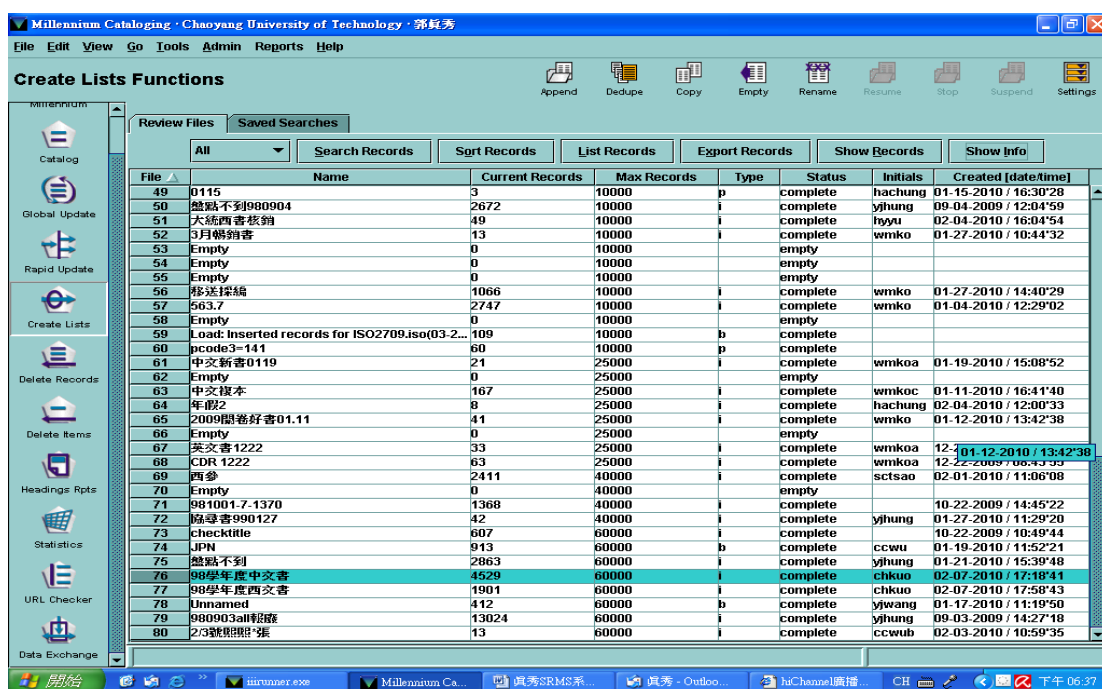 Millennium Cataloging · Chaoyang University of Technology · 郭貞秀
File Edit View Go Tools Admin Reports Help
Create Lists Functions
Append Dedupe Copy Empty Rename Resume Stop Suspend Settings
Millennium
Catalog
Global Update
Rapid Update
Create Lists
Delete Records
Delete Items
Headings Rpts
Statistics
URL Checker
Data Exchange
Review Files Saved Searches
All Search Records Sort Records List Records Export Records Show Records Show Info
File Name Current Records Max Records Type Status Initials Created [date/time]
49 0115 3 10000 p complete hachung 01-15-2010 / 16:30'28
50 盤點不到980904 2672 10000 i complete yjhung 09-04-2009 / 12:04'59
51 大統西書核銷 49 10000 i complete hyyu 02-04-2010 / 16:04'54
52 3月暢銷書 13 10000 i complete wmko 01-27-2010 / 10:44'32
53 Empty 0 10000 empty
54 Empty 0 10000 empty
55 Empty 0 10000 empty
56 移送採編 1066 10000 i complete wmko 01-27-2010 / 14:40'29
57 563.7 2747 10000 i complete wmko 01-04-2010 / 12:29'02
58 Empty 0 10000 empty
59 Load: Inserted records for ISO2709.iso(03-2... 109 10000 b complete
60 pcode3=141 60 10000 p complete
61 中文新書0119 21 25000 i complete wmkoa 01-19-2010 / 15:08'52
62 Empty 0 25000 empty
63 中文複本 167 25000 i complete wmkoc 01-11-2010 / 16:41'40
64 年假2 8 25000 i complete hachung 02-04-2010 / 12:00'33
65 2009開卷好書01.11 41 25000 i complete wmko 01-12-2010 / 13:42'38
66 Empty 0 25000 empty
67 英文書1222 33 25000 i complete wmkoa 12-2
01-12-2010 / 13:42'38
68 CDR 1222 63 25000 i complete wmkoa 12-22-2009 /
69 西參 2411 40000 i complete sctsao 02-01-2010 / 11:06'08
70 Empty 0 40000 empty
71 981001-7-1370 1368 40000 i complete 10-22-2009 / 14:45'22
72 協尋書990127 42 40000 i complete yjhung 01-27-2010 / 11:29'20
73 checktitle 607 60000 i complete 10-22-2009 / 10:49'44
74 JPN 913 60000 b complete ccwu 01-19-2010 / 11:52'21
75 盤點不到 2863 60000 i complete yjhung 01-21-2010 / 15:39'48
76 98學年度中文書 4529 60000 i complete chkuo 02-07-2010 / 17:18'41
77 98學年度西文書 1901 60000 i complete chkuo 02-07-2010 / 17:58'43
78 Unnamed 412 60000 b complete yjwang 01-17-2010 / 11:19'50
79 980903all報廢 13024 60000 i complete yjhung 09-03-2009 / 14:27'18
80 2/3號熙熙*張 13 60000 i complete ccwub 02-03-2010 / 10:59'35
開始 iiirunner.exe Millennium Ca... 貞秀SRMS系... 貞秀 - Outloo... hiChannel廣播... CH 下午 06:37